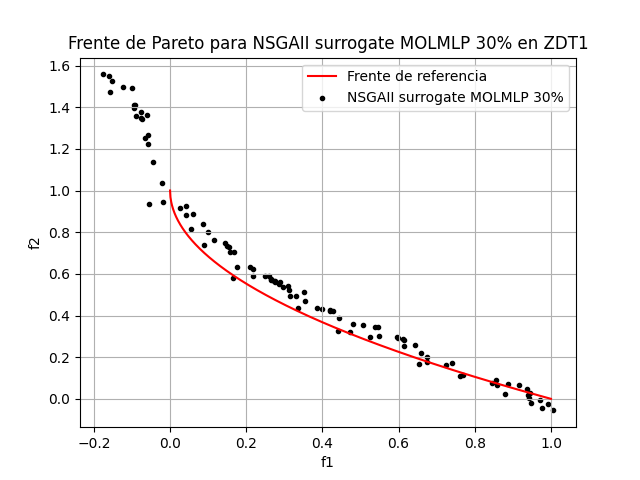 Frente de Pareto para NSGAII surrogate MOLMLP 30% en ZDT1
Frente de referencia
NSGAII surrogate MOLMLP 30%
1.6
1.4
1.2
1.0
0.8
0.6
0.4
0.2
0.0
f2
−0.2 0.0 0.2 0.4 0.6 0.8 1.0
f1